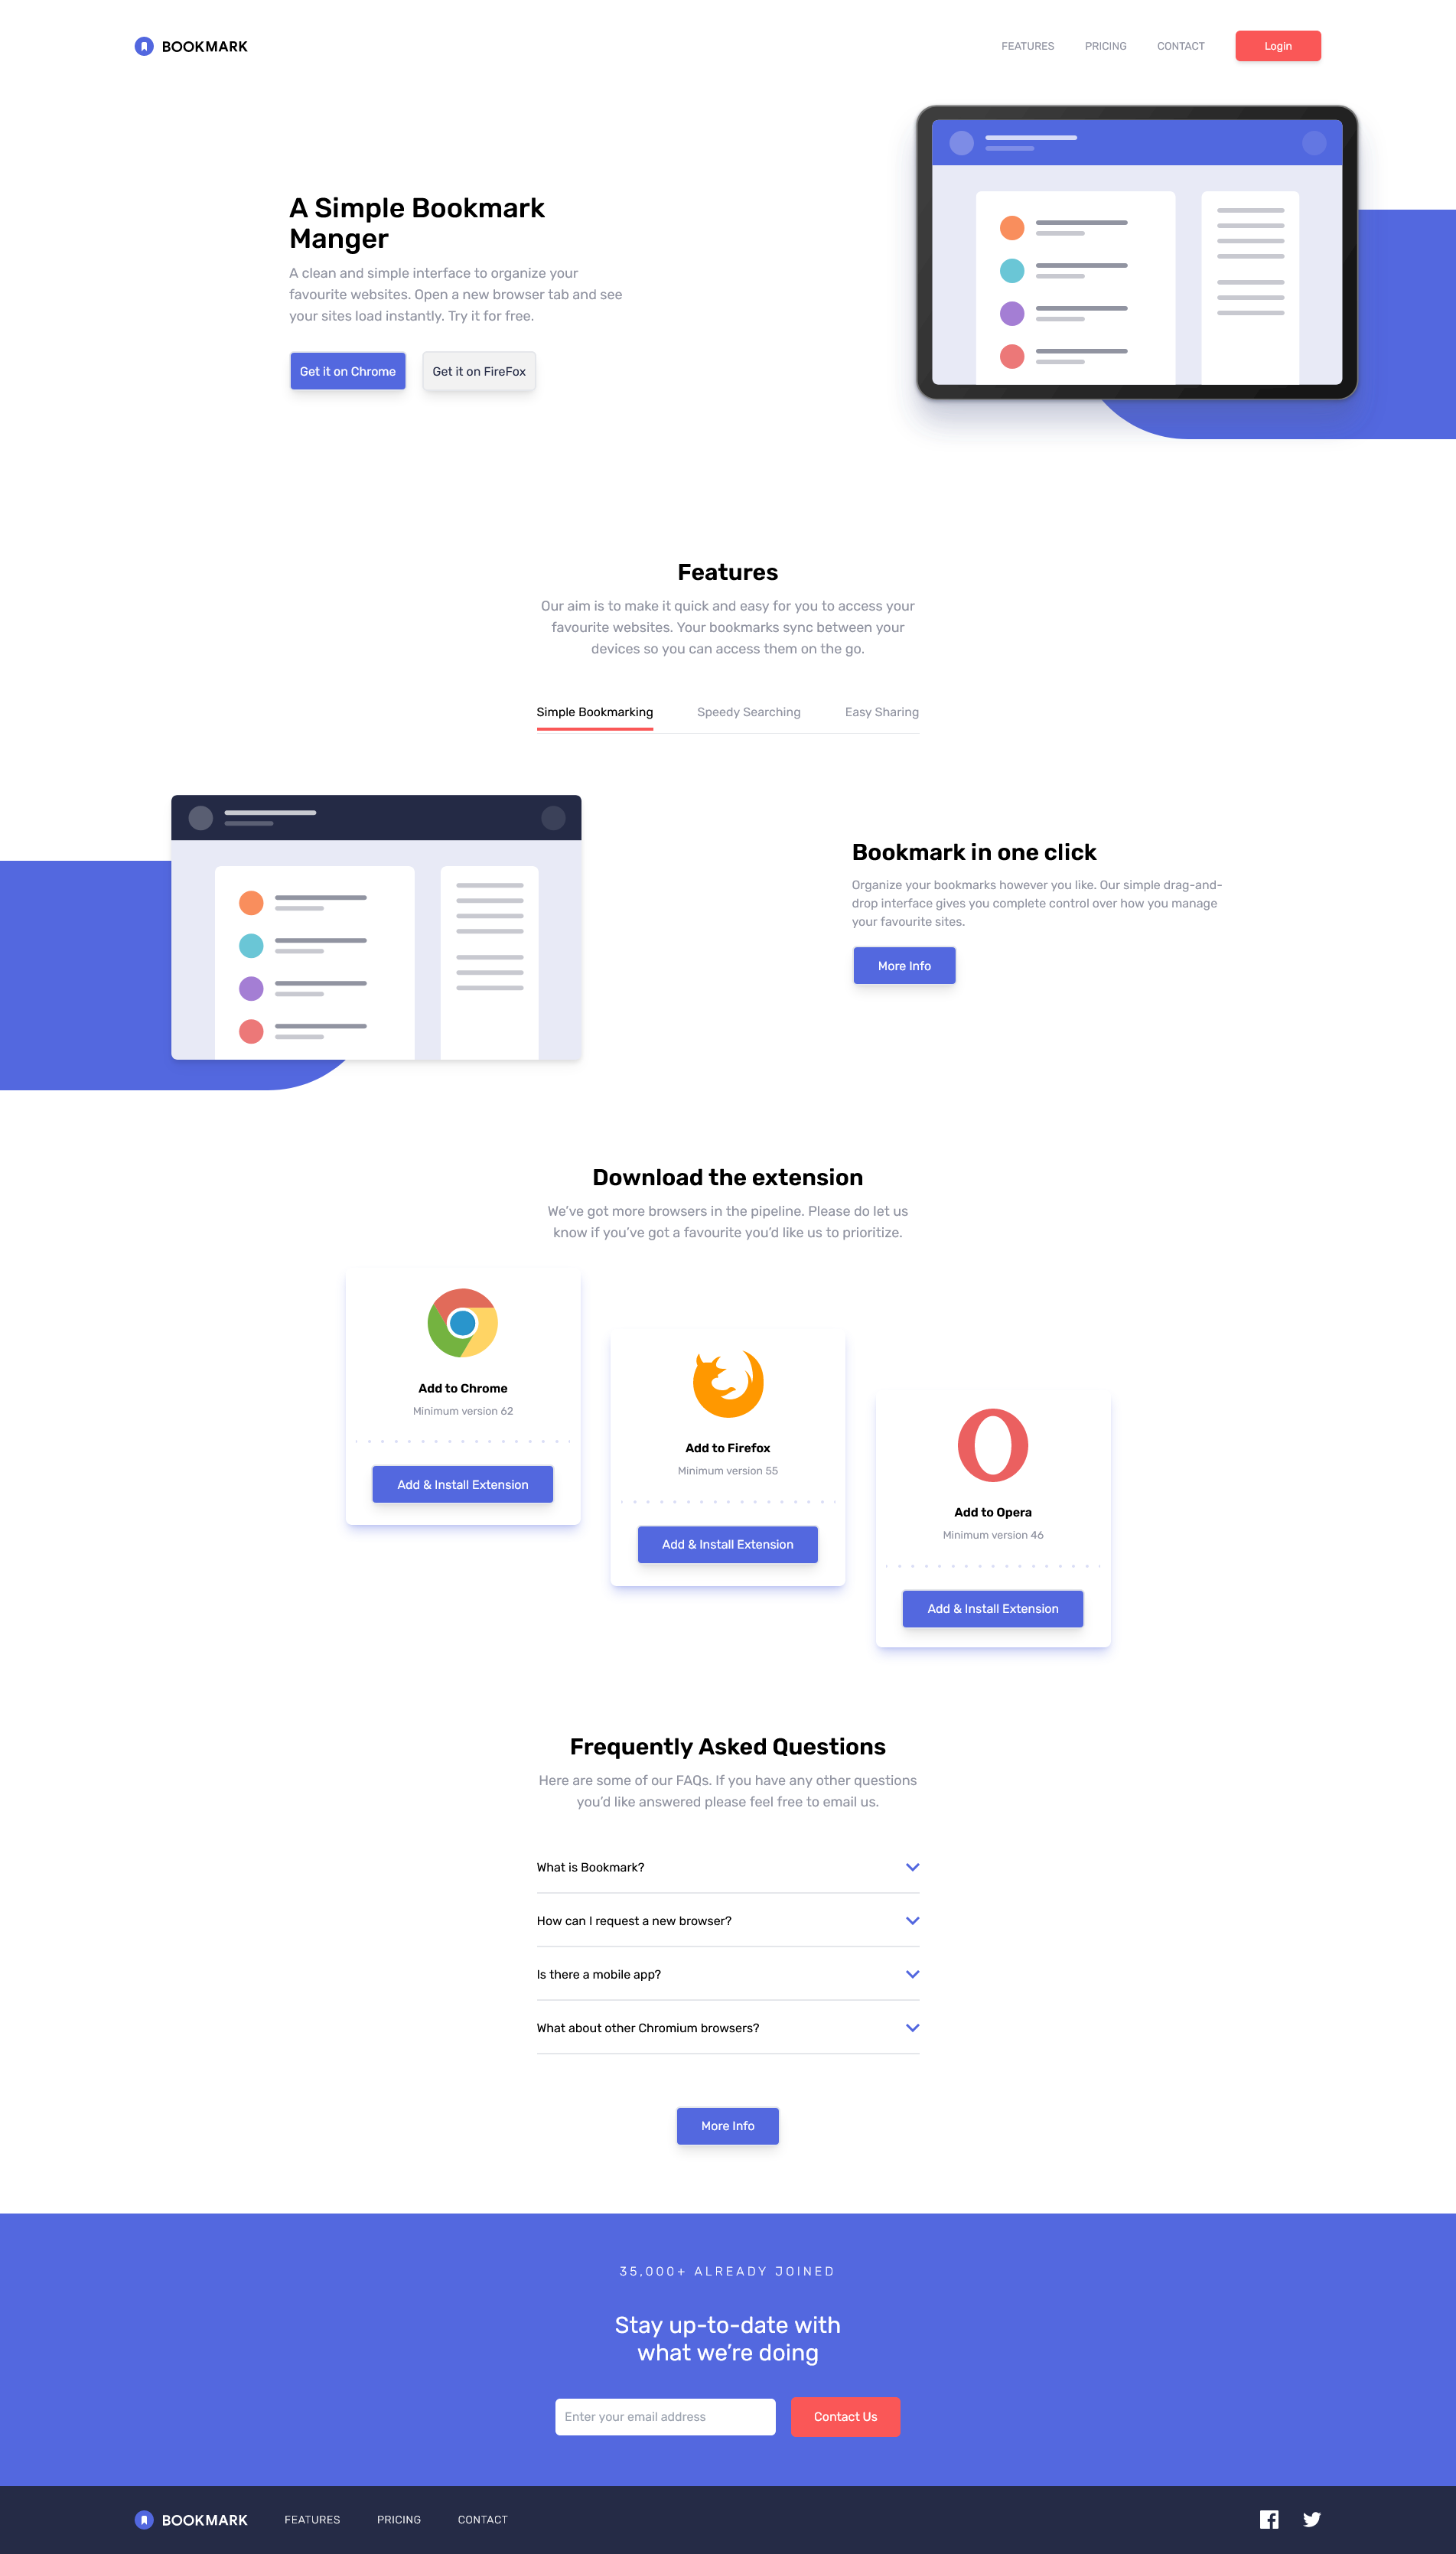 BOOKMARK
FEATURES
PRICING
CONTACT
Login
A Simple Bookmark
Manger
A clean and simple interface to organize your
favourite websites. Open a new browser tab and see
your sites load instantly. Try it for free.
Get it on Chrome
Get it on FireFox
Features
Our aim is to make it quick and easy for you to access your
favourite websites. Your bookmarks sync between your
devices so you can access them on the go.
Simple Bookmarking
Speedy Searching
Easy Sharing
Bookmark in one click
Organize your bookmarks however you like. Our simple drag-and-
drop interface gives you complete control over how you manage
your favourite sites.
More Info
Download the extension
We’ve got more browsers in the pipeline. Please do let us
know if you’ve got a favourite you’d like us to prioritize.
Add to Chrome
Minimum version 62
Add & Install Extension
Add to Firefox
Minimum version 55
Add & Install Extension
Add to Opera
Minimum version 46
Add & Install Extension
Frequently Asked Questions
Here are some of our FAQs. If you have any other questions
you’d like answered please feel free to email us.
What is Bookmark?
How can I request a new browser?
Is there a mobile app?
What about other Chromium browsers?
More Info
35,000+ ALREADY JOINED
Stay up-to-date with
what we’re doing
Enter your email address
Contact Us
BOOKMARK
FEATURES
PRICING
CONTACT